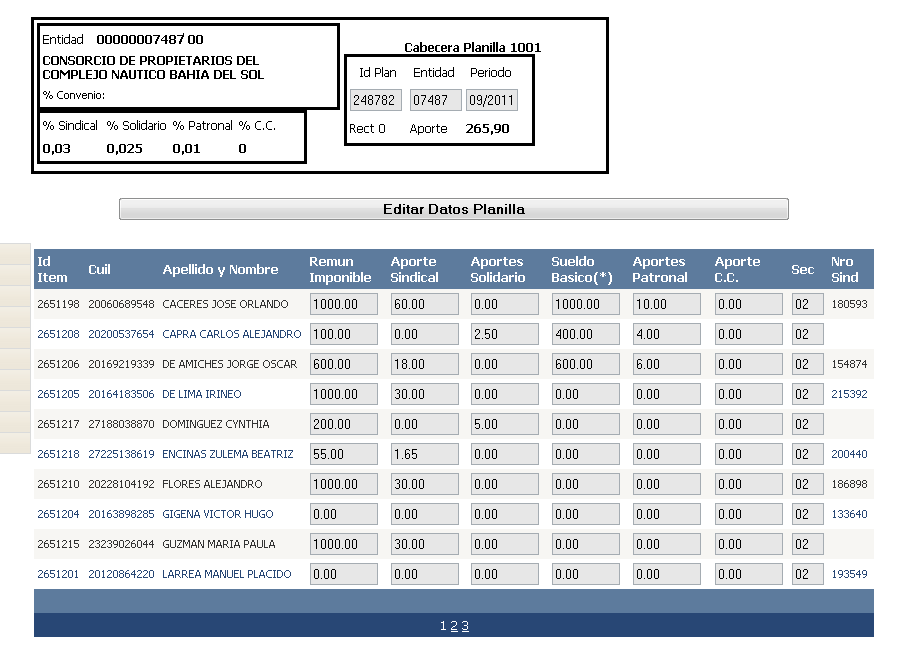 Entidad 00000007487 00
CONSORCIO DE PROPIETARIOS DEL
COMPLEJO NAUTICO BAHIA DEL SOL
% Convenio:
% Sindical % Solidario % Patronal % C.C.
0,03 0,025 0,01 0
Cabecera Planilla 1001
Id Plan Entidad Periodo
248782 07487 09/2011
Rect 0 Aporte 265,90
Editar Datos Planilla
Id Item Cuil Apellido y Nombre Remun Imponible Aporte Sindical Aportes Solidario Sueldo Basico(*) Aportes Patronal Aporte C.C. Sec Nro Sind
2651198 20060689548 CACERES JOSE ORLANDO 1000.00 60.00 0.00 1000.00 10.00 0.00 02 180593
2651208 20200537654 CAPRA CARLOS ALEJANDRO 100.00 0.00 2.50 400.00 4.00 0.00 02
2651206 20169219339 DE AMICHES JORGE OSCAR 600.00 18.00 0.00 600.00 6.00 0.00 02 154874
2651205 20164183506 DE LIMA IRINEO 1000.00 30.00 0.00 0.00 0.00 0.00 02 215392
2651217 27188038870 DOMINGUEZ CYNTHIA 200.00 0.00 5.00 0.00 0.00 0.00 02
2651218 27225138619 ENCINAS ZULEMA BEATRIZ 55.00 1.65 0.00 0.00 0.00 0.00 02 200440
2651210 20228104192 FLORES ALEJANDRO 1000.00 30.00 0.00 0.00 0.00 0.00 02 186898
2651204 20163898285 GIGENA VICTOR HUGO 0.00 0.00 0.00 0.00 0.00 0.00 02 133640
2651215 23239026044 GUZMAN MARIA PAULA 1000.00 30.00 0.00 0.00 0.00 0.00 02
2651201 20120864220 LARREA MANUEL PLACIDO 0.00 0.00 0.00 0.00 0.00 0.00 02 193549
1 2 3